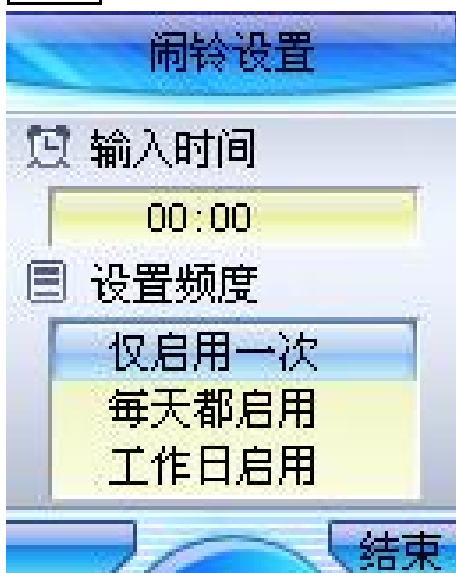 闹铃设置
输入时间
00:00
设置频度
仅启用一次
每天都启用
工作日启用
结束